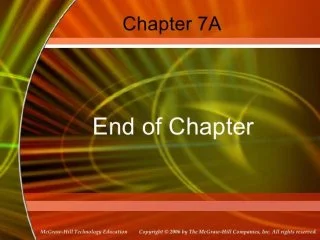 Chapter 7A
End of Chapter
McGraw-Hill Technology Education Copyright © 2006 by The McGraw-Hill Companies, Inc. All rights reserved.